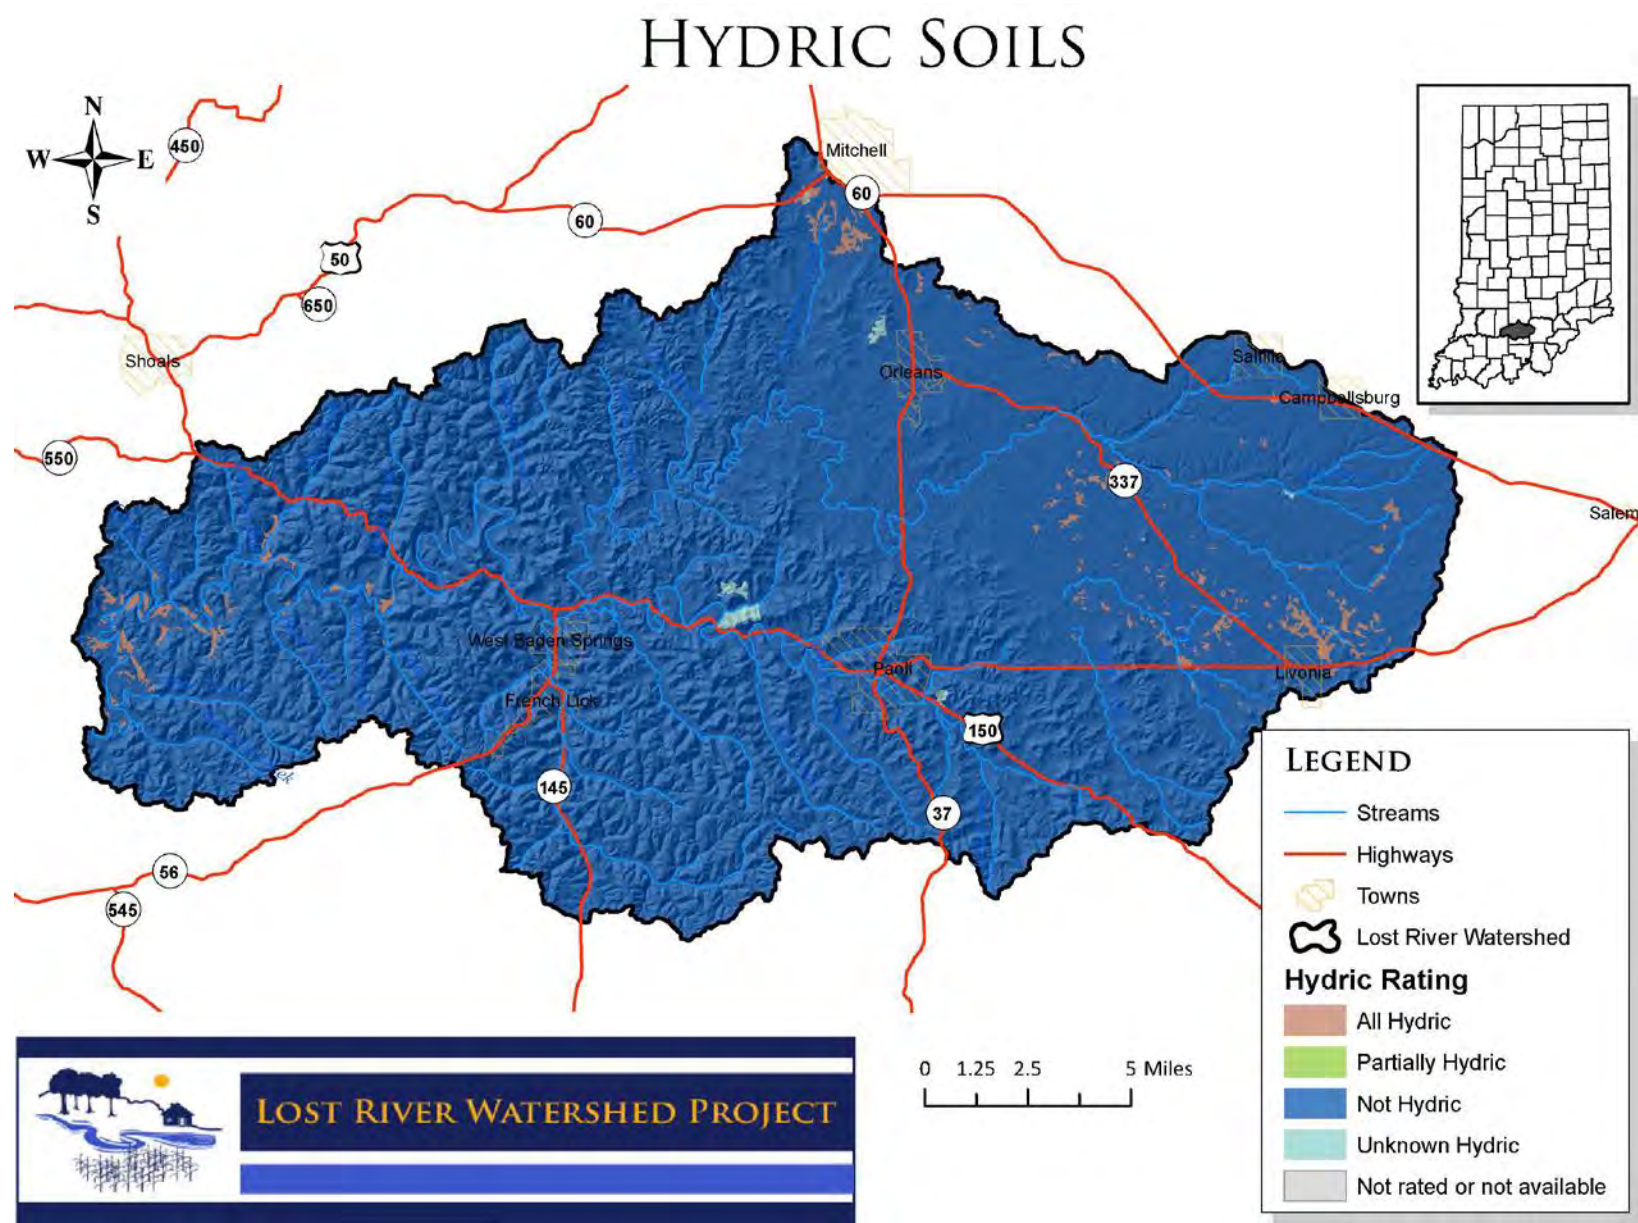 HYDRIC SOILS
N
W
E
S
450
Mitchell
60
60
50
650
Shoals
Orleans
Campbellsburg
550
337
Salem
West Baden Springs
Paoli
Livonia
French Lick
150
145
37
56
545
LEGEND
Streams
Highways
Towns
Lost River Watershed
Hydric Rating
All Hydric
Partially Hydric
Not Hydric
Unknown Hydric
Not rated or not available
0 1.25 2.5 5 Miles
LOST RIVER WATERSHED PROJECT